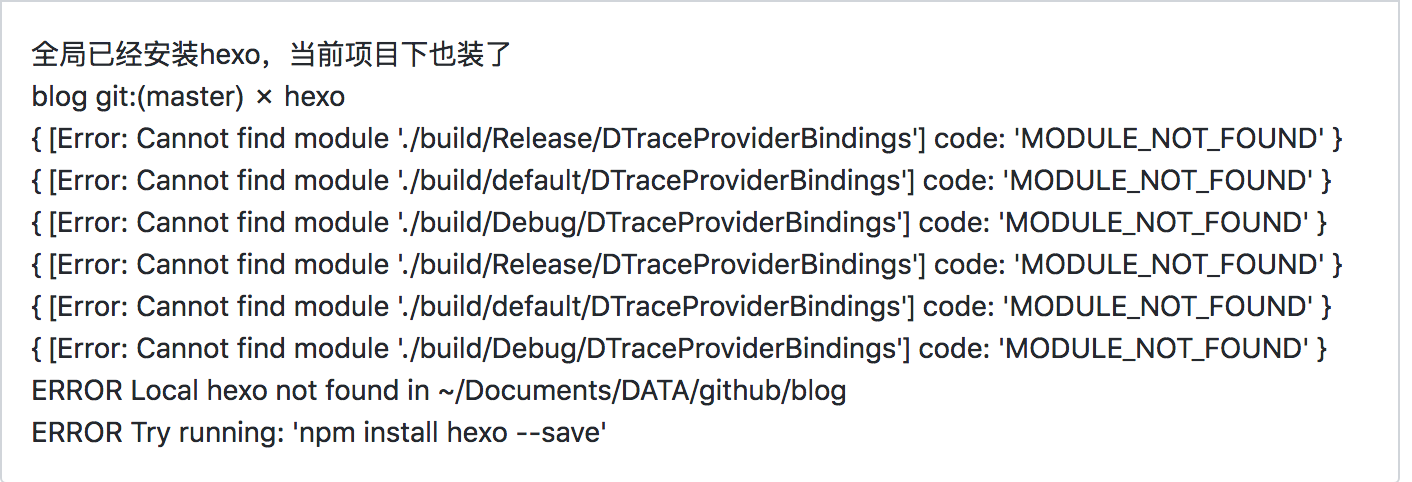 全局已经安装hexo，当前项目下也装了
blog git:(master) ✗ hexo
{ [Error: Cannot find module './build/Release/DTraceProviderBindings'] code: 'MODULE_NOT_FOUND' }
{ [Error: Cannot find module './build/default/DTraceProviderBindings'] code: 'MODULE_NOT_FOUND' }
{ [Error: Cannot find module './build/Debug/DTraceProviderBindings'] code: 'MODULE_NOT_FOUND' }
{ [Error: Cannot find module './build/Release/DTraceProviderBindings'] code: 'MODULE_NOT_FOUND' }
{ [Error: Cannot find module './build/default/DTraceProviderBindings'] code: 'MODULE_NOT_FOUND' }
{ [Error: Cannot find module './build/Debug/DTraceProviderBindings'] code: 'MODULE_NOT_FOUND' }
ERROR Local hexo not found in ~/Documents/DATA/github/blog
ERROR Try running: 'npm install hexo --save'